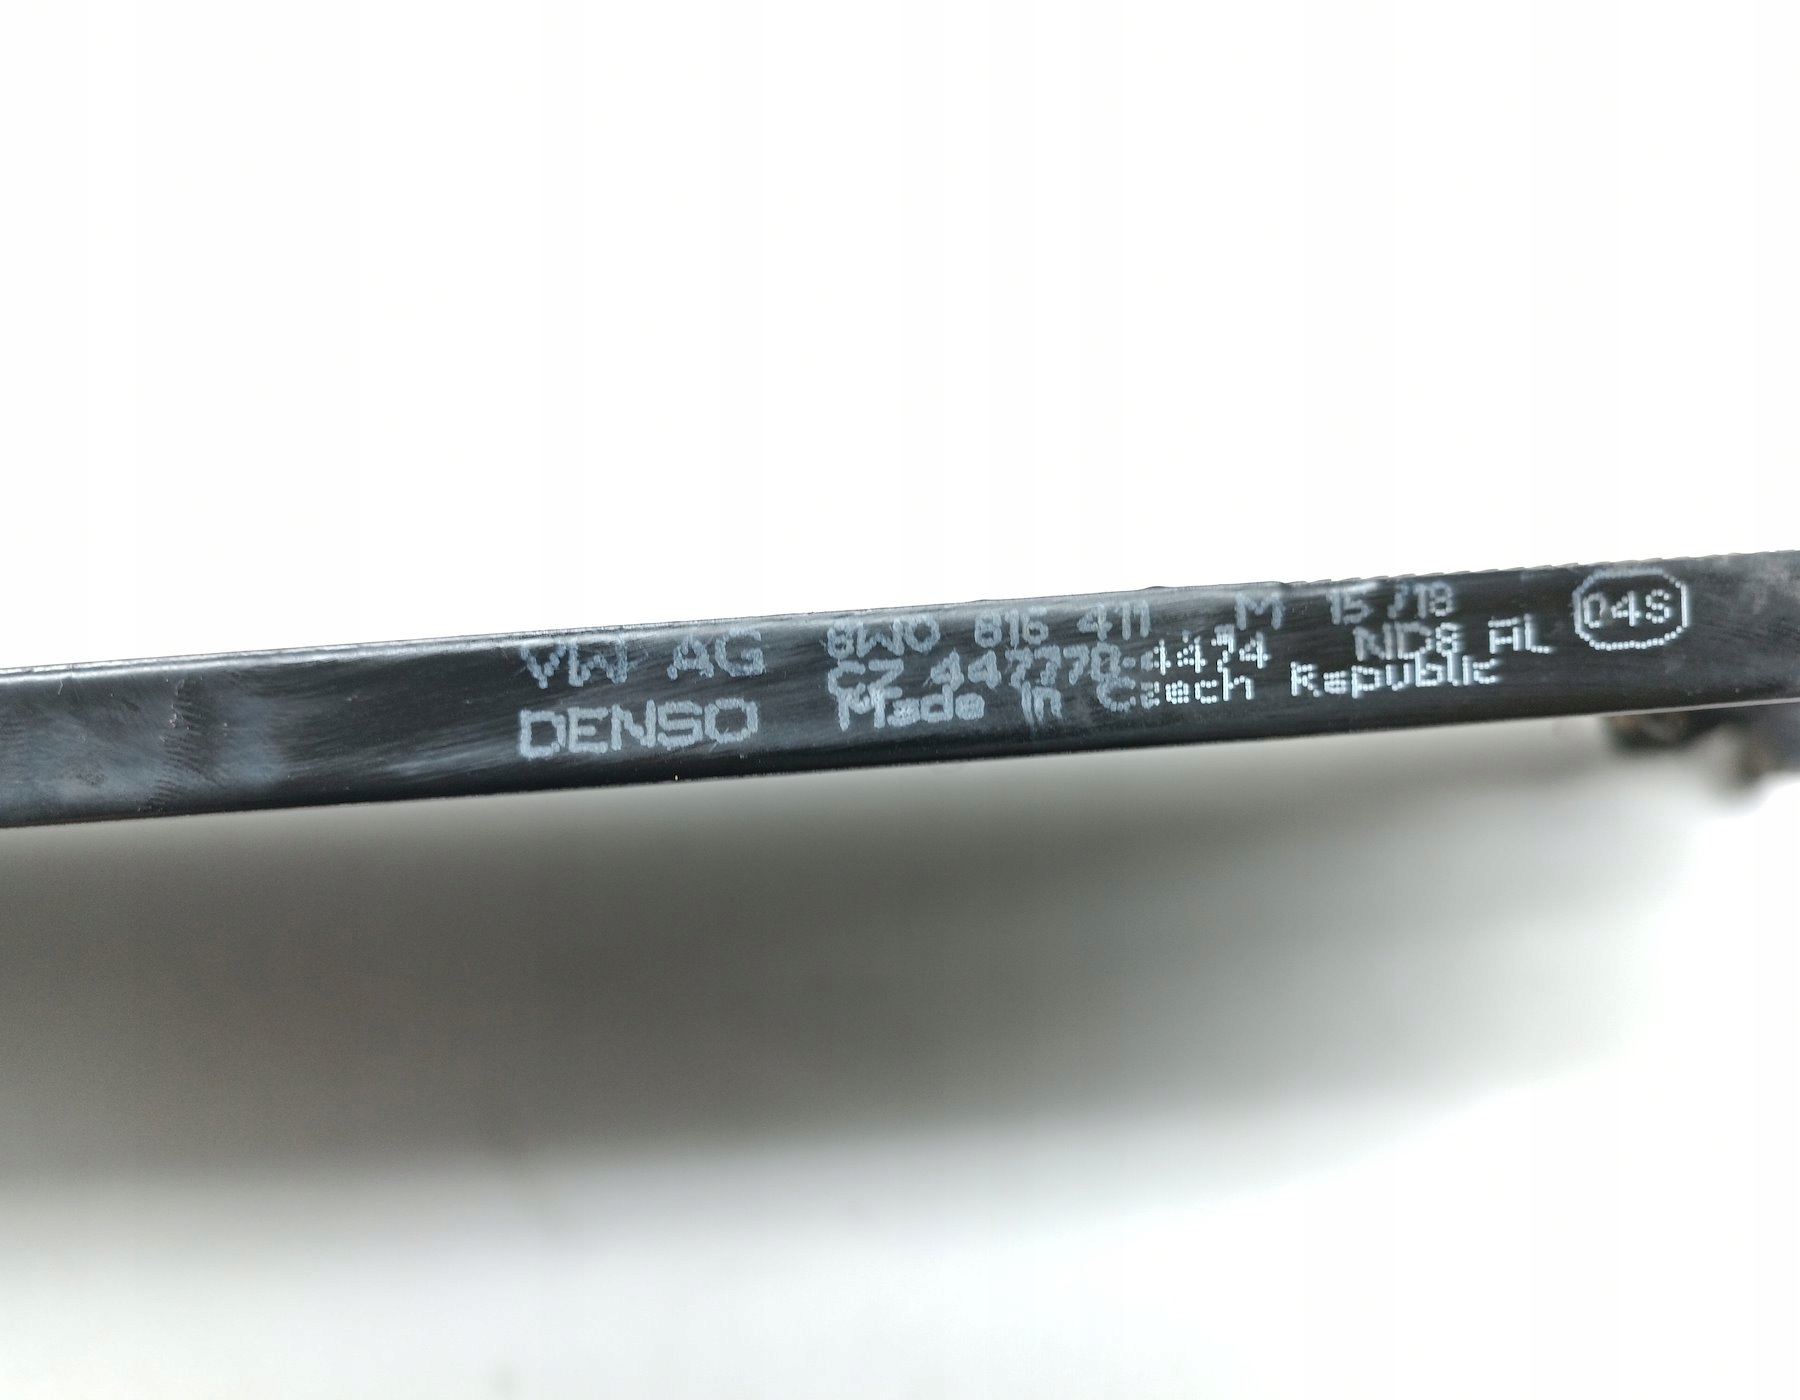 VW AG 8W0 816 411 M 15/18
CZ 447770-4474 ND8 AL 04S
DENSO Made in Czech Republic